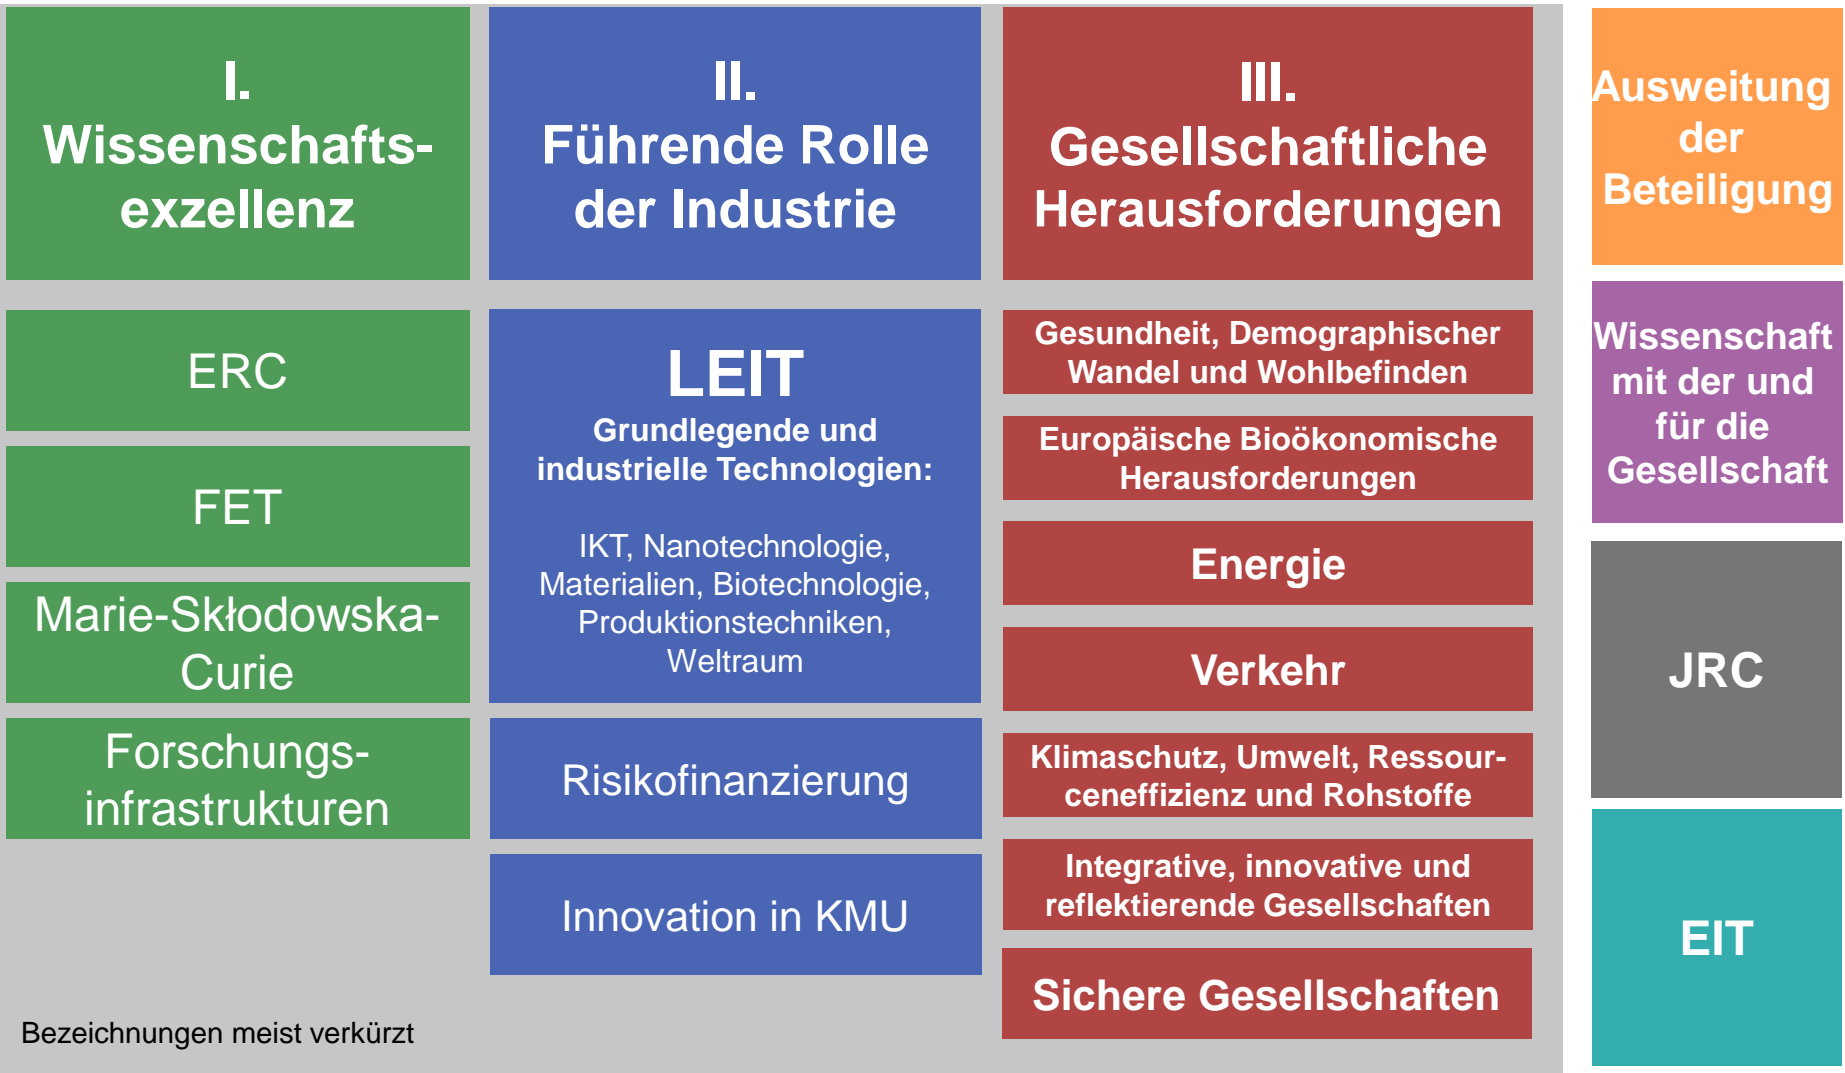 I.
Wissenschafts-
exzellenz
ERC
FET
Marie-Skłodowska-
Curie
Forschungs-
infrastrukturen
Bezeichnungen meist verkürzt
II.
Führende Rolle
der Industrie
LEIT
Grundlegende und
industrielle Technologien:
IKT, Nanotechnologie,
Materialien, Biotechnologie,
Produktionstechniken,
Weltraum
Risikofinanzierung
Innovation in KMU
III.
Gesellschaftliche
Herausforderungen
Gesundheit, Demographischer
Wandel und Wohlbefinden
Europäische Bioökonomische
Herausforderungen
Energie
Verkehr
Klimaschutz, Umwelt, Ressour-
ceneffizienz und Rohstoffe
Integrative, innovative und
reflektierende Gesellschaften
Sichere Gesellschaften
Ausweitung
der
Beteiligung
Wissenschaft
mit der und
für die
Gesellschaft
JRC
EIT